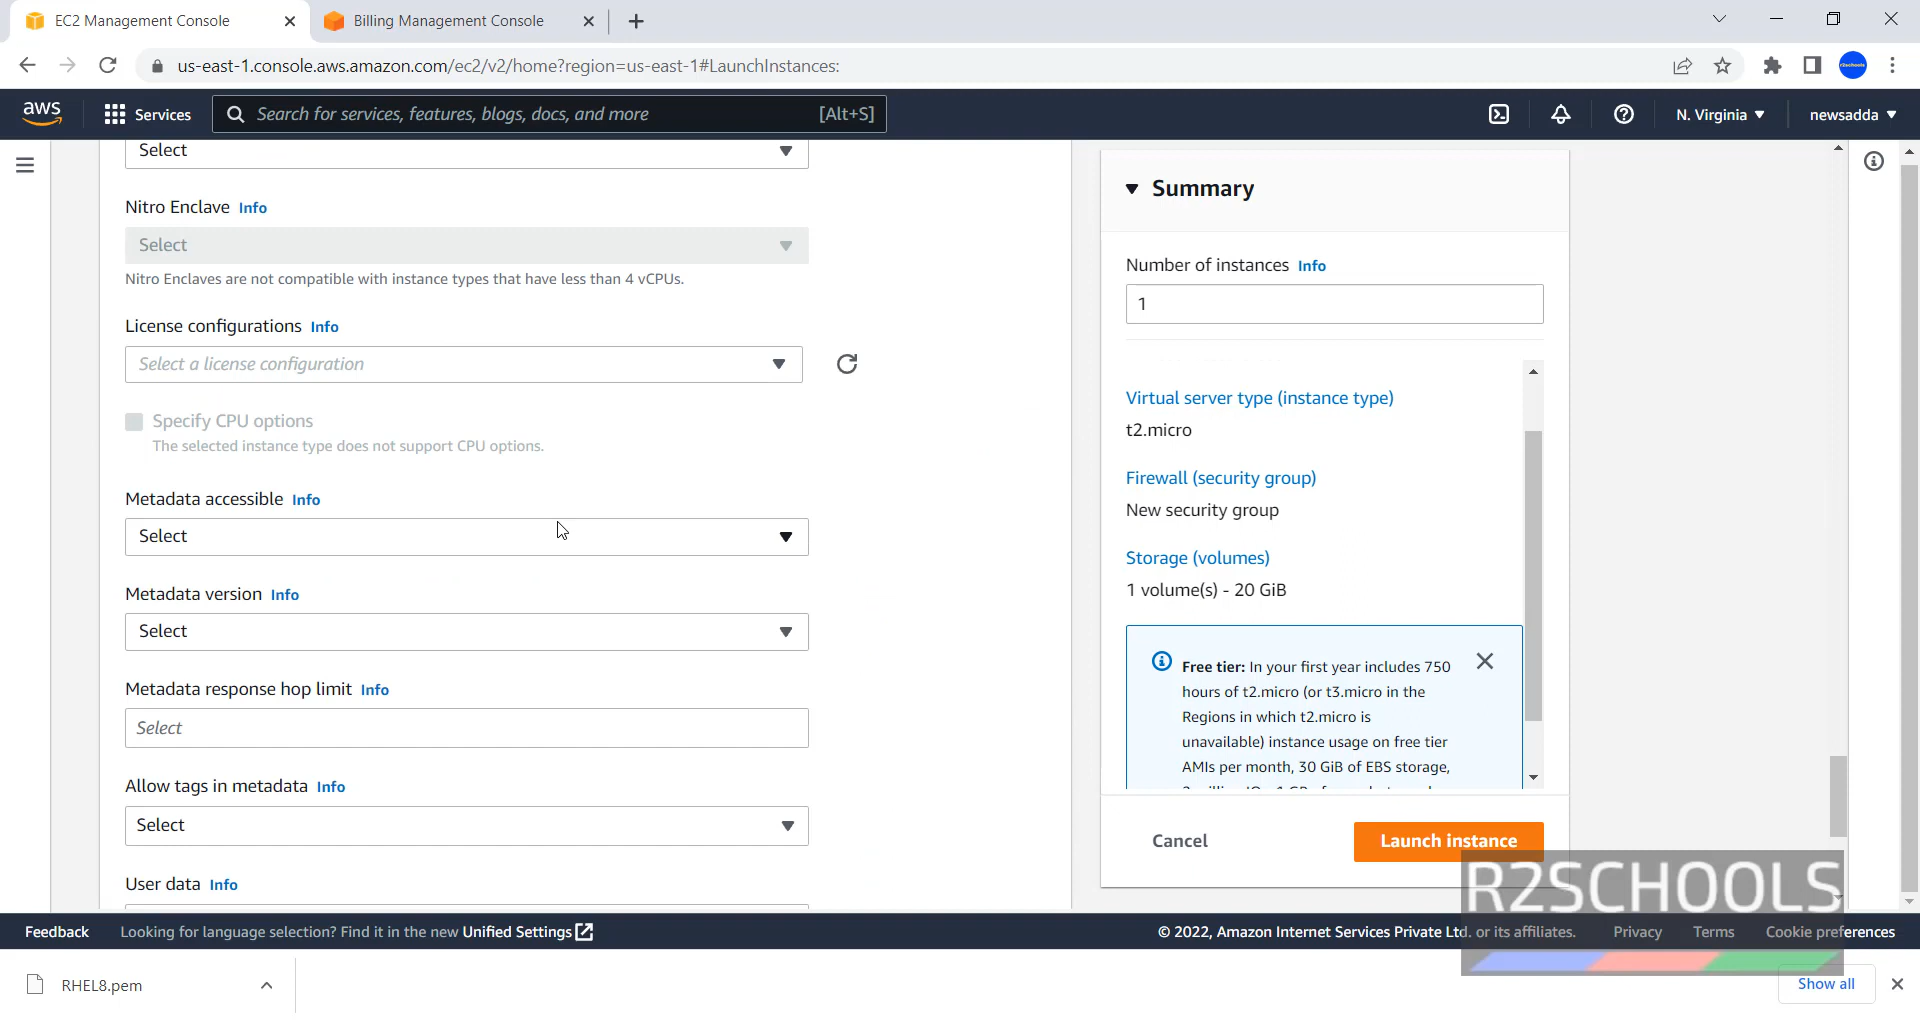 EC2 Management Console
Billing Management Console
us-east-1.console.aws.amazon.com/ec2/v2/home?region=us-east-1#LaunchInstances:
aws
Services
Search for services, features, blogs, docs, and more
[Alt+S]
N. Virginia
newsadda
Select
Nitro Enclave Info
Select
Nitro Enclaves are not compatible with instance types that have less than 4 vCPUs.
License configurations Info
Select a license configuration
Specify CPU options
The selected instance type does not support CPU options.
Metadata accessible Info
Select
Metadata version Info
Select
Metadata response hop limit Info
Select
Allow tags in metadata Info
Select
User data Info
Summary
Number of instances Info
1
Virtual server type (instance type)
t2.micro
Firewall (security group)
New security group
Storage (volumes)
1 volume(s) - 20 GiB
Free tier: In your first year includes 750
hours of t2.micro (or t3.micro in the
Regions in which t2.micro is
unavailable) instance usage on free tier
AMIs per month, 30 GiB of EBS storage,
Cancel
Launch instance
R2SCHOOLS
Feedback
Looking for language selection? Find it in the new Unified Settings
© 2022, Amazon Internet Services Private Ltd. or its affiliates.
Privacy
Terms
Cookie preferences
RHEL8.pem
Show all